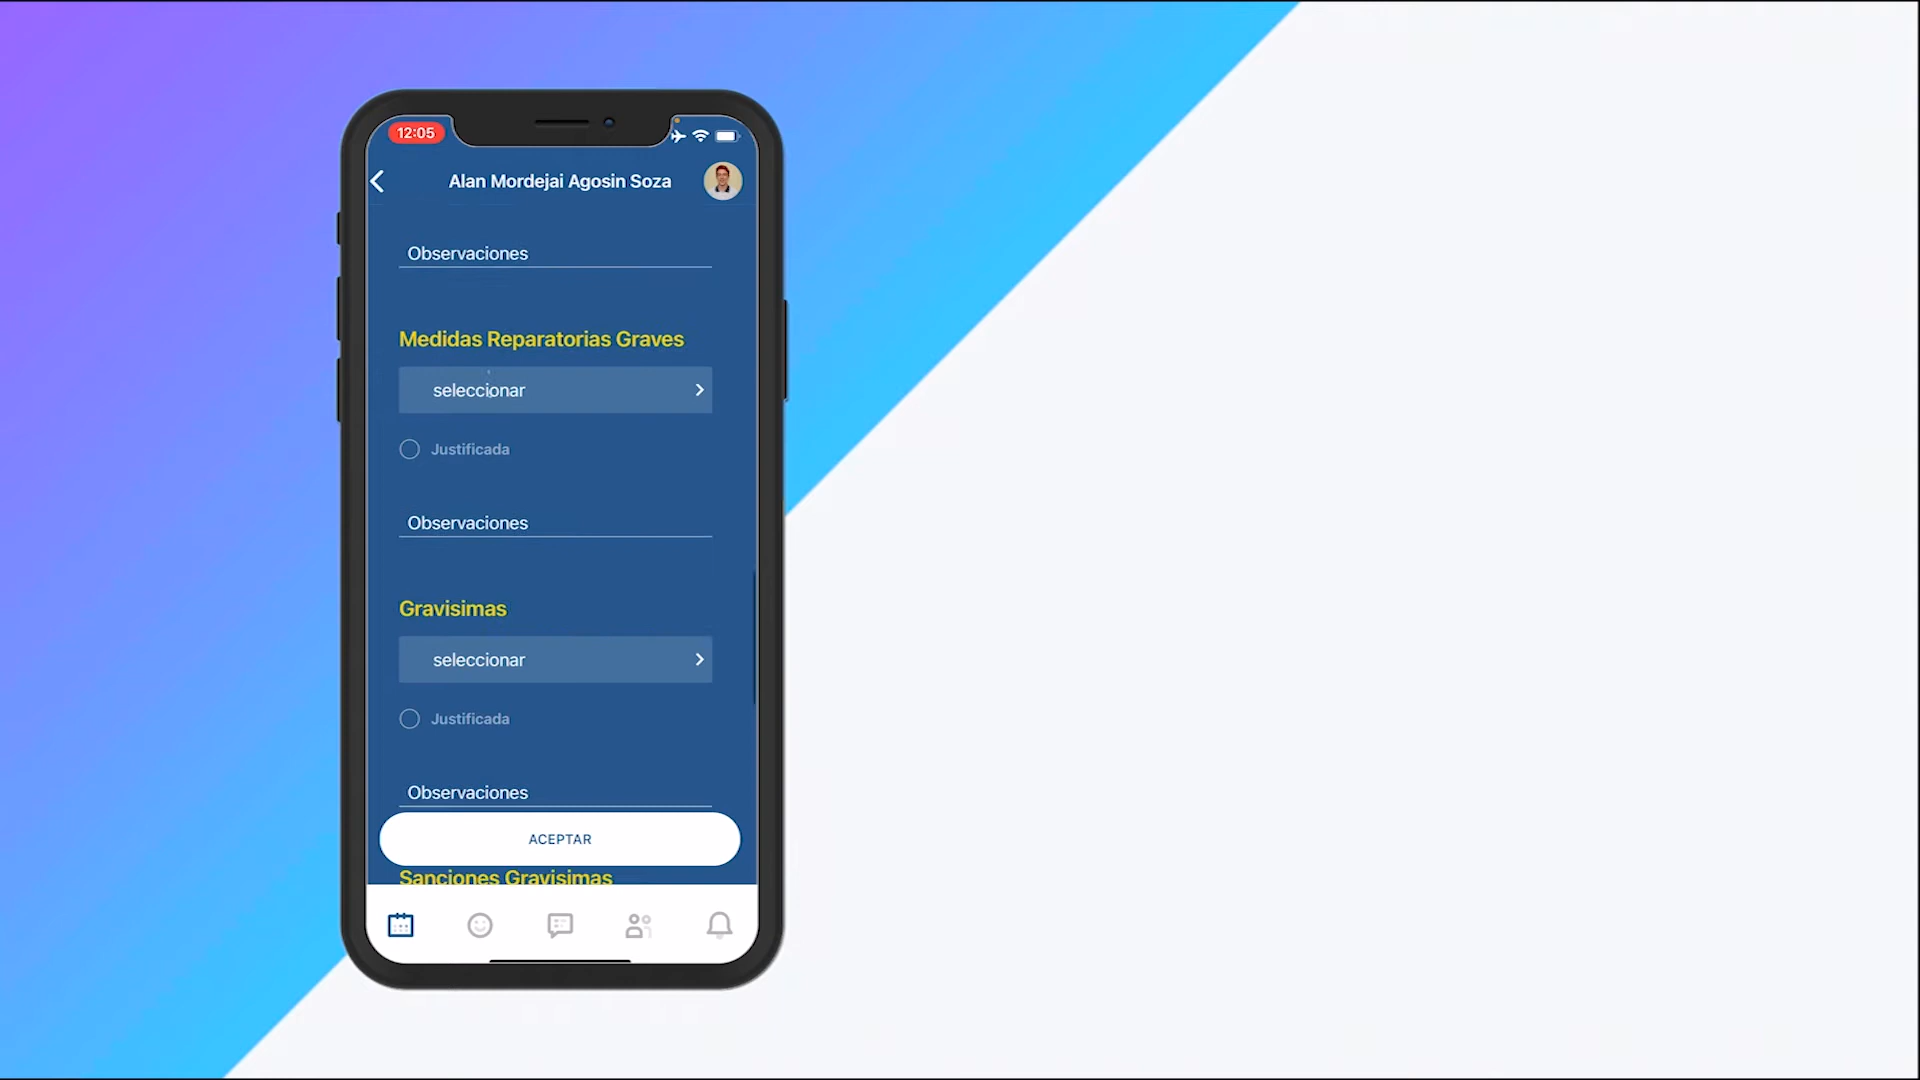 12:05
Alan Mordejai Agosin Soza
Observaciones
Medidas Reparatorias Graves
seleccionar
Justificada
Observaciones
Gravisimas
seleccionar
Justificada
Observaciones
ACEPTAR
Sanciones Gravisimas